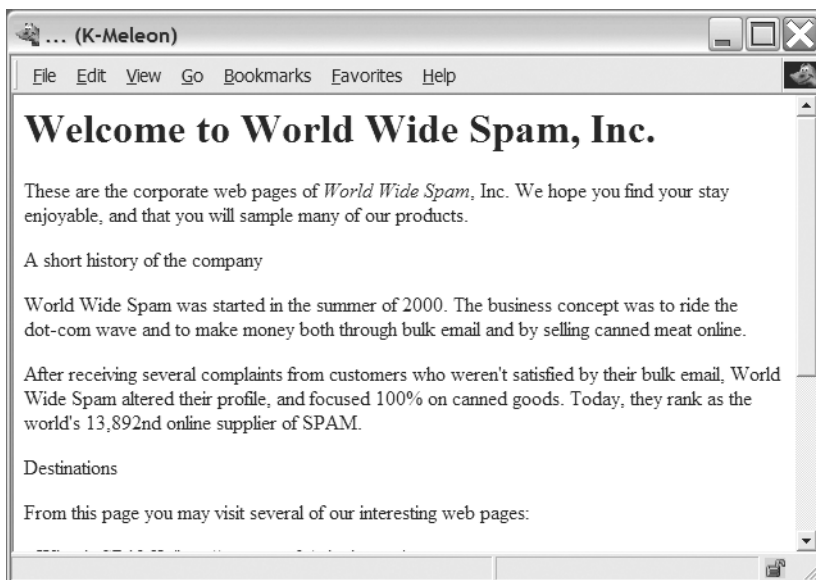 ... (K-Meleon)
File Edit View Go Bookmarks Favorites Help
Welcome to World Wide Spam, Inc.
These are the corporate web pages of World Wide Spam, Inc. We hope you find your stay
enjoyable, and that you will sample many of our products.
A short history of the company
World Wide Spam was started in the summer of 2000. The business concept was to ride the
dot-com wave and to make money both through bulk email and by selling canned meat online.
After receiving several complaints from customers who weren't satisfied by their bulk email, World
Wide Spam altered their profile, and focused 100% on canned goods. Today, they rank as the
world's 13,892nd online supplier of SPAM.
Destinations
From this page you may visit several of our interesting web pages: